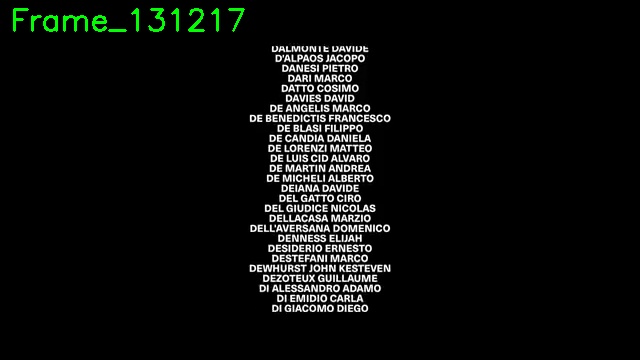 Frame_131217
DALMONTE DAVIDE
D'ALPAOS JACOPO
DANESI PIETRO
DARI MARCO
DATTO COSIMO
DAVIES DAVID
DE ANGELIS MARCO
DE BENEDICTIS FRANCESCO
DE BLASI FILIPPO
DE CANDIA DANIELA
DE LORENZI MATTEO
DE LUIS CID ALVARO
DE MARTIN ANDREA
DE MICHELI ALBERTO
DEIANA DAVIDE
DEL GATTO CIRO
DEL GIUDICE NICOLAS
DELLACASA MARZIO
DELL'AVERSANA DOMENICO
DENNESS ELIJAH
DESIDERIO ERNESTO
DESTEFANI MARCO
DEWHURST JOHN KESTEVEN
DEZOTEUX GUILLAUME
DI ALESSANDRO ADAMO
DI EMIDIO CARLA
DI GIACOMO DIEGO